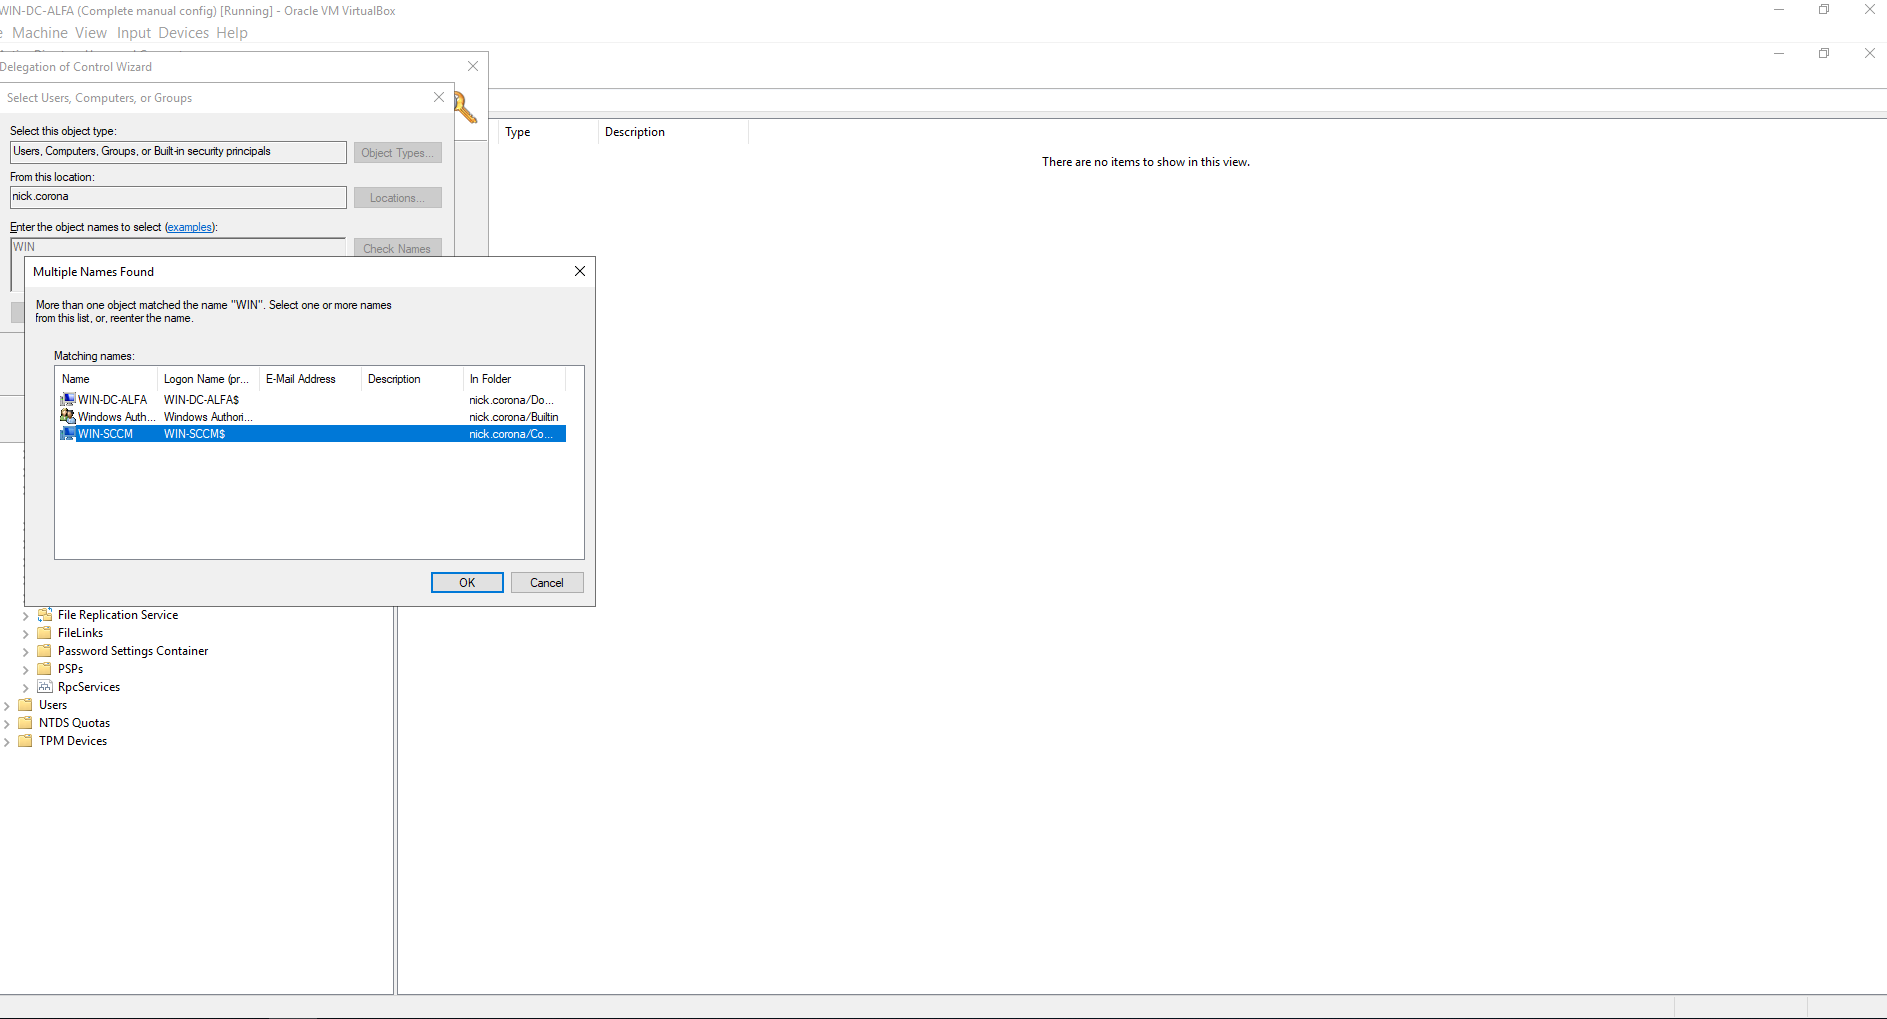 WIN-DC-ALFA (Complete manual config) [Running] - Oracle VM VirtualBox
Machine View Input Devices Help
Delegation of Control Wizard
Select Users, Computers, or Groups
Select this object type:
Users, Computers, Groups, or Built-in security principals
Object Types...
From this location:
nick.corona
Locations...
Enter the object names to select (examples):
WIN
Check Names
Type Description
There are no items to show in this view.
Multiple Names Found
More than one object matched the name "WIN". Select one or more names
from this list, or, reenter the name.
Matching names:
Name Logon Name (pr... E-Mail Address Description In Folder
WIN-DC-ALFA WIN-DC-ALFA$ nick.corona/Do...
Windows Auth... Windows Authori... nick.corona/Builtin
WIN-SCCM WIN-SCCM$ nick.corona/Co...
OK Cancel
File Replication Service
FileLinks
Password Settings Container
PSPs
RpcServices
Users
NTDS Quotas
TPM Devices